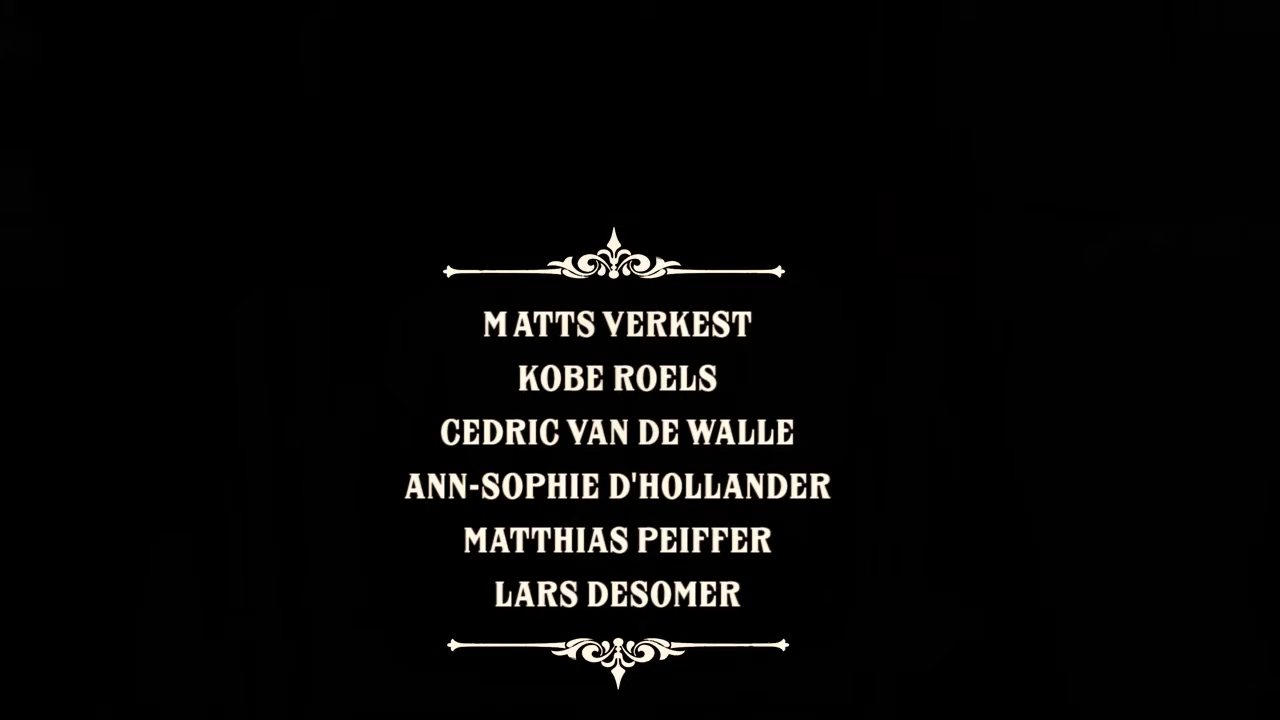 MATTS VERKEST
KOBE ROELS
CEDRIC VAN DE WALLE
ANN-SOPHIE D'HOLLANDER
MATTHIAS PEIFFER
LARS DESOMER